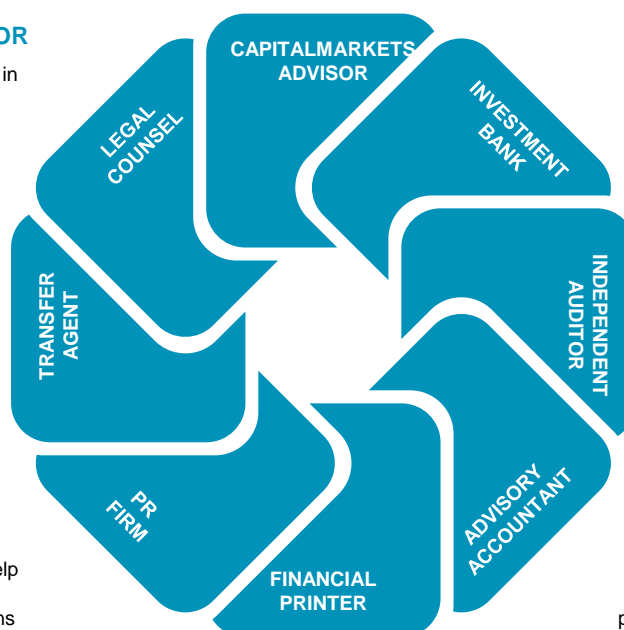 OR
in
CAPITALMARKETS
ADVISOR
INVESTMENT
BANK
INDEPENDENT
AUDITOR
ADVISORY
ACCOUNTANT
FINANCIAL
PRINTER
PR
FIRM
TRANSFER
AGENT
LEGAL
COUNSEL
elp
ns
p